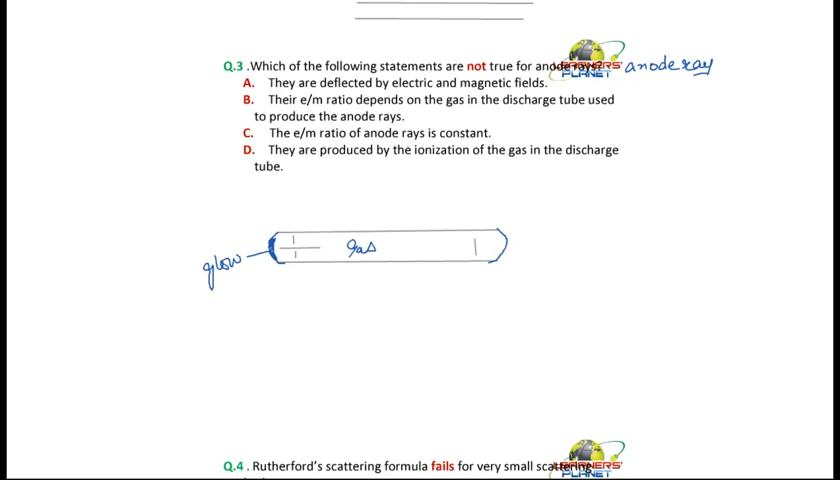 Q.3 .Which of the following statements are not true for anode rays? anode ray
A. They are deflected by electric and magnetic fields.
B. Their e/m ratio depends on the gas in the discharge tube used
to produce the anode rays.
C. The e/m ratio of anode rays is constant.
D. They are produced by the ionization of the gas in the discharge
tube.
glow gas
Q.4 . Rutherford's scattering formula fails for very small scattering
LEARNERS'
PLANET